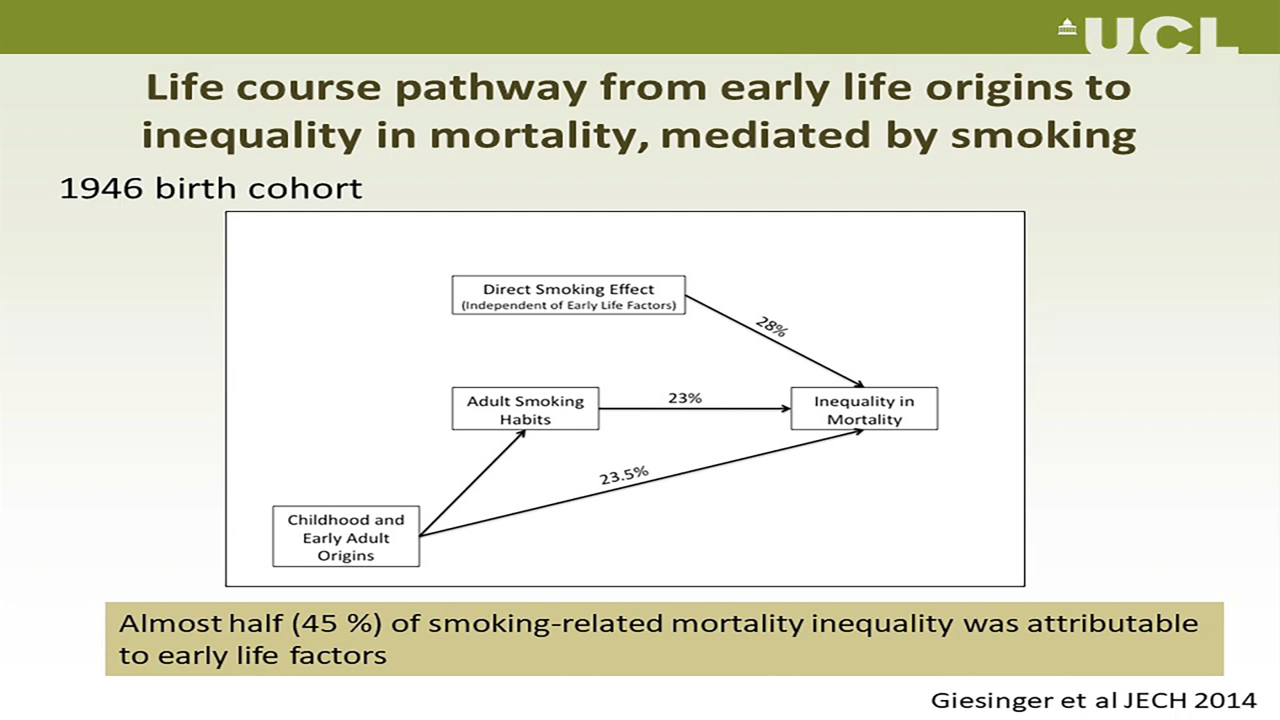 UCL
Life course pathway from early life origins to
inequality in mortality, mediated by smoking
1946 birth cohort
Direct Smoking Effect
(Independent of Early Life Factors)
28%
Adult Smoking
Habits
23%
Inequality in
Mortality
23.5%
Childhood and
Early Adult
Origins
Almost half (45 %) of smoking-related mortality inequality was attributable
to early life factors
Giesinger et al JECH 2014